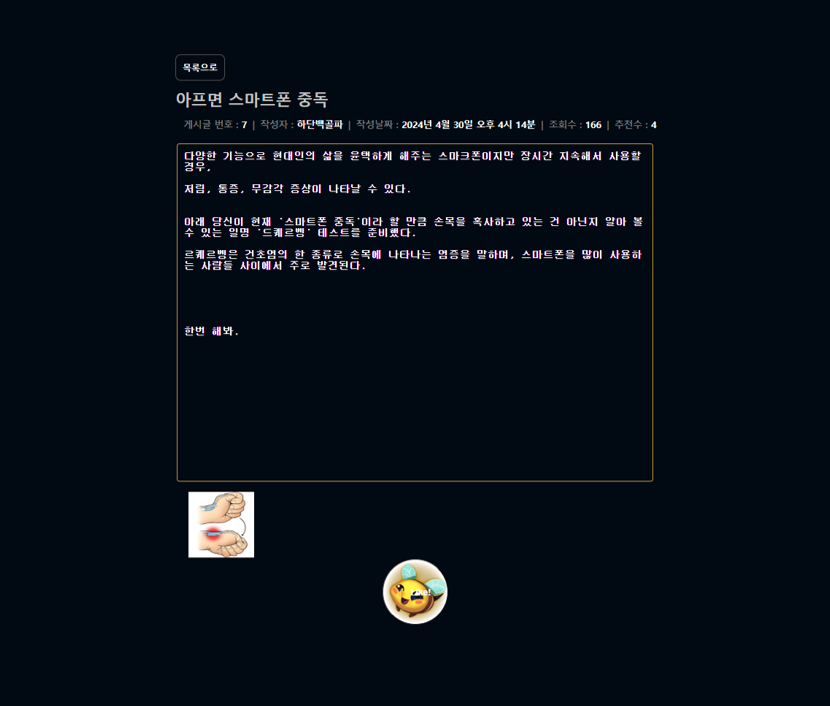 목록으로
아프면 스마트폰 중독
게시글 번호 : 7 | 작성자 : 하단백골파 | 작성날짜 : 2024년 4월 30일 오후 4시 14분 | 조회수 : 166 | 추천수 : 4
다양한 기능으로 현대인의 삶을 윤택하게 해주는 스마크폰이지만 장시간 지속해서 사용할
경우,
저림, 통증, 무감각 증상이 나타날 수 있다.
아래 당신이 현재 '스마트폰 중독'이라 할 만큼 손목을 혹사하고 있는 건 아닌지 알아 볼
수 있는 일명 '드퀘르벵' 테스트를 준비했다.
르퀘르벵은 건초염의 한 종류로 손목에 나타나는 염증을 말하며, 스마트폰을 많이 사용하
는 사람들 사이에서 주로 발견된다.
한번 해봐.